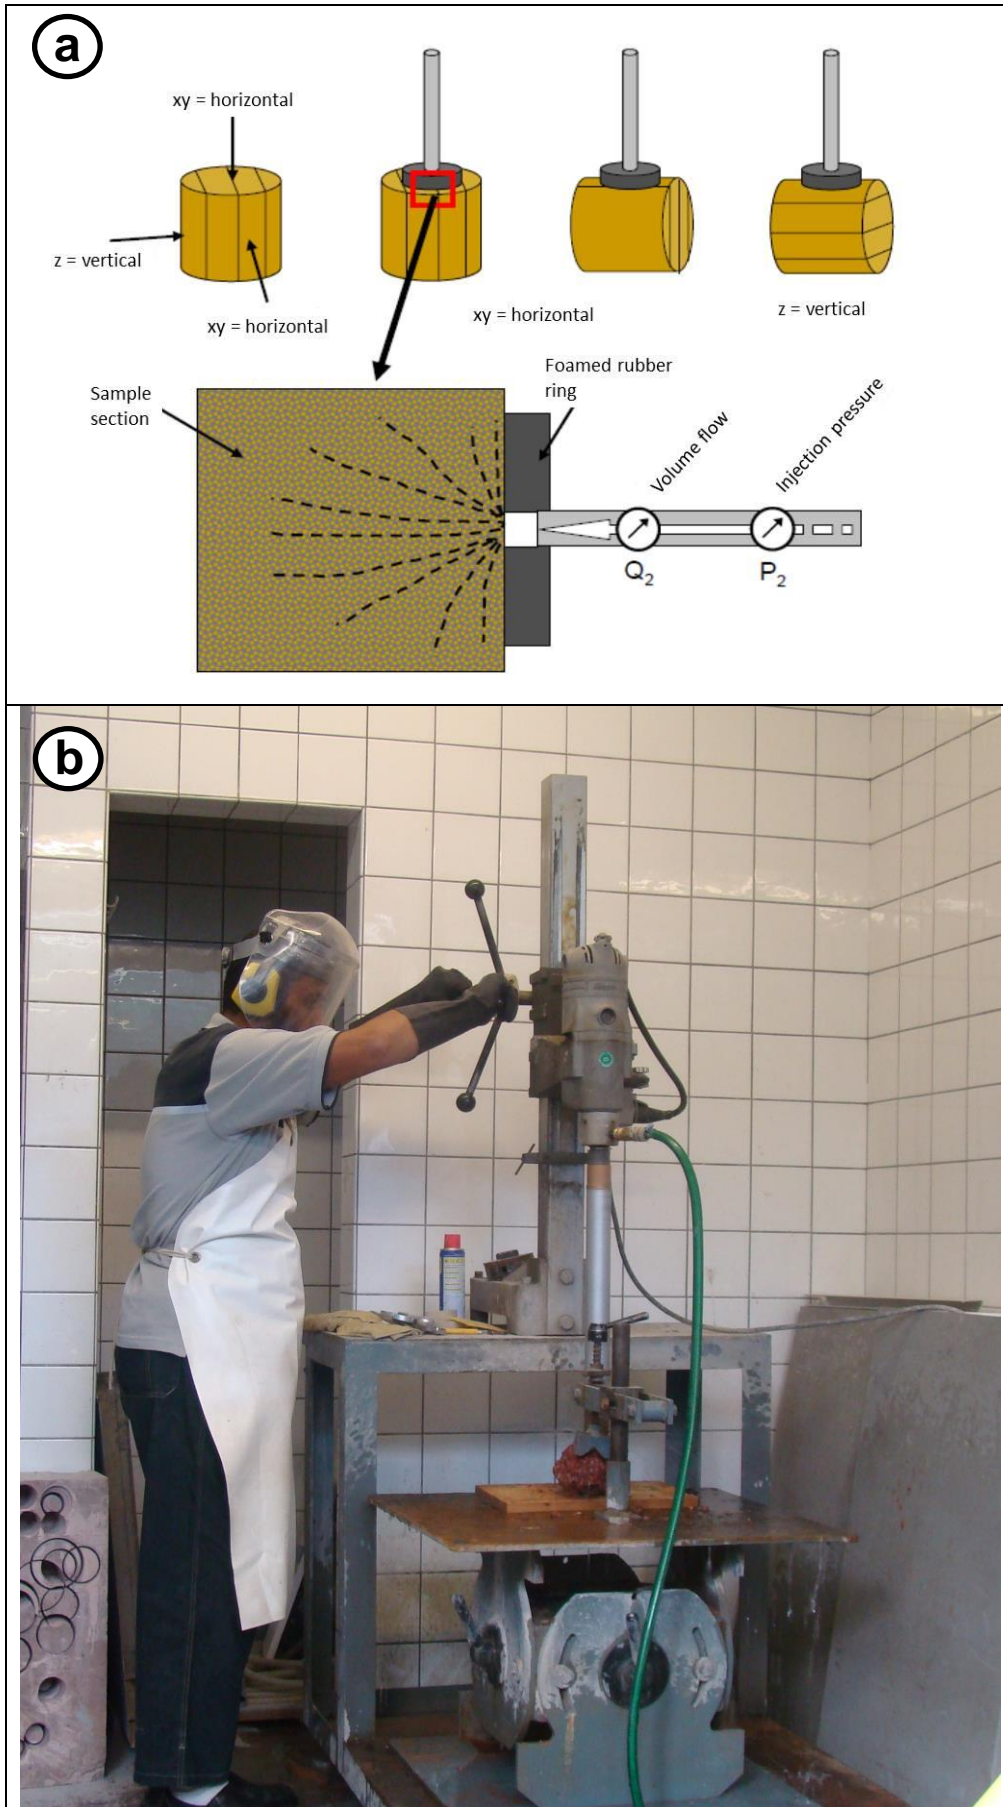 a
xy = horizontal
z = vertical
xy = horizontal
xy = horizontal
z = vertical
Sample
section
Foamed rubber
ring
Volume flow
Injection pressure
Q2
P2
b